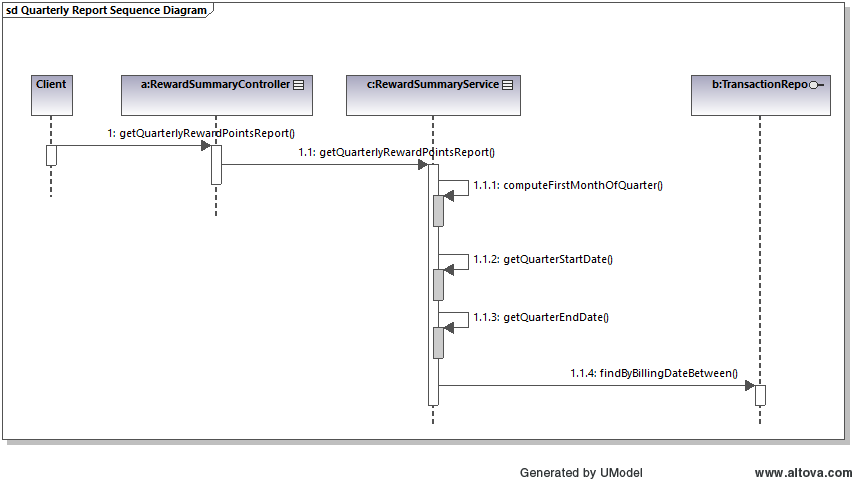 sd Quarterly Report Sequence Diagram
Client
a:RewardSummaryController
c:RewardSummaryService
b:TransactionRepo
1: getQuarterlyRewardPointsReport()
1.1: getQuarterlyRewardPointsReport()
1.1.1: computeFirstMonthOfQuarter()
1.1.2: getQuarterStartDate()
1.1.3: getQuarterEndDate()
1.1.4: findByBillingDateBetween()
Generated by UModel
www.altova.com